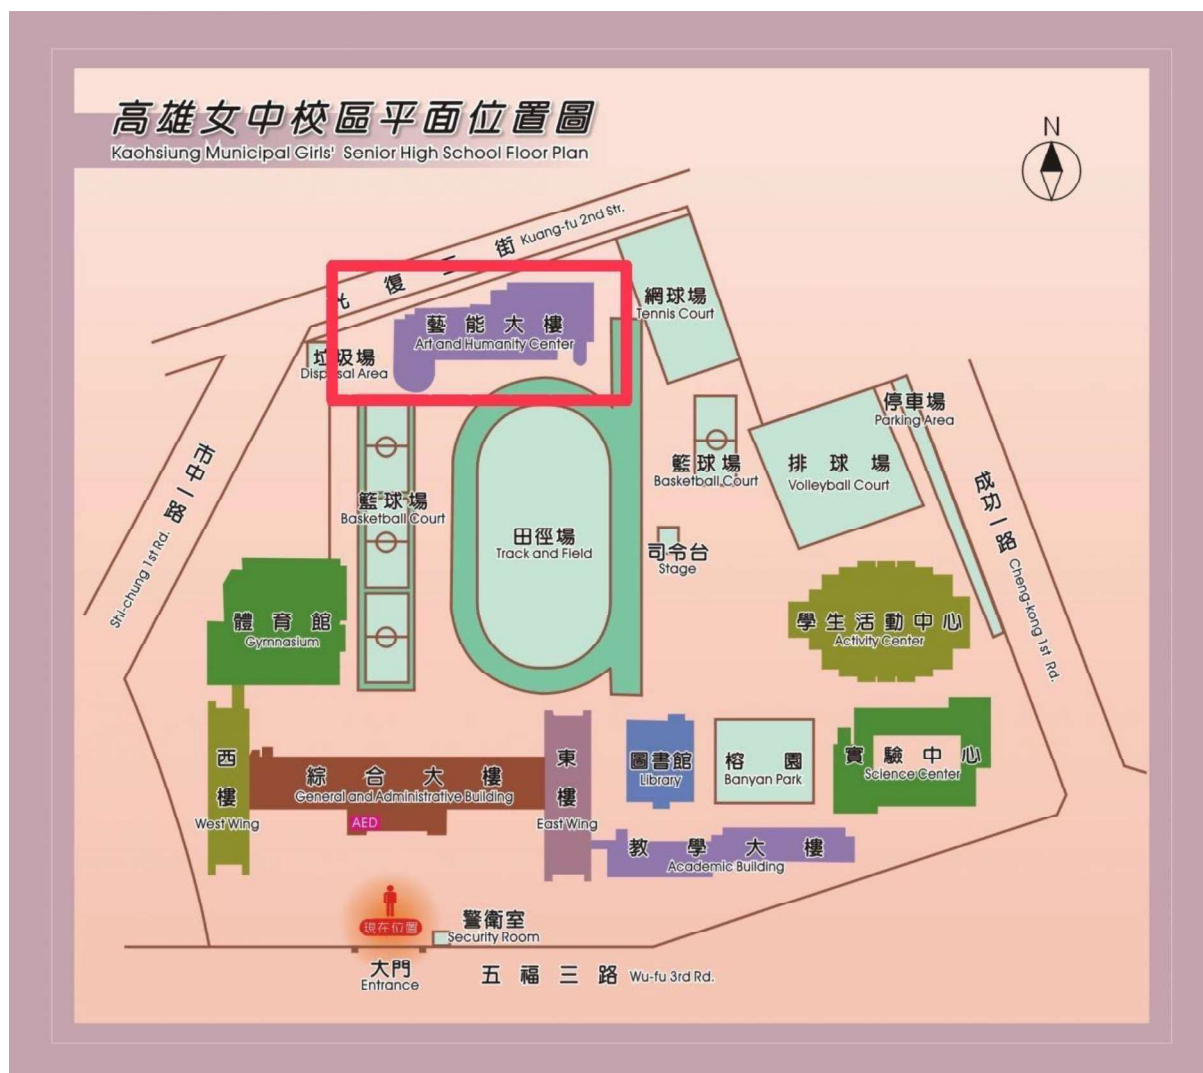 高雄女中校區平面位置圖
Kaohsiung Municipal Girls' Senior High School Floor Plan
N
光復二街 Kuang-fu 2nd Str.
網球場
Tennis Court
藝能大樓
Art and Humanity Center
垃圾場
Disposal Area
停車場
Parking Area
市中一路 Shi-chung 1st Rd.
籃球場
Basketball Court
排球場
Volleyball Court
籃球場
Basketball Court
成功一路 Cheng-kong 1st Rd.
田徑場
Track and Field
司令台
Stage
體育館
Gymnasium
學生活動中心
Activity Center
西樓
West Wing
綜合大樓
General and Administrative Building
AED
東樓
East Wing
圖書館
Library
榕園
Banyan Park
實驗中心
Science Center
教學大樓
Academic Building
現在位置
警衛室
Security Room
大門
Entrance
五福三路 Wu-fu 3rd Rd.